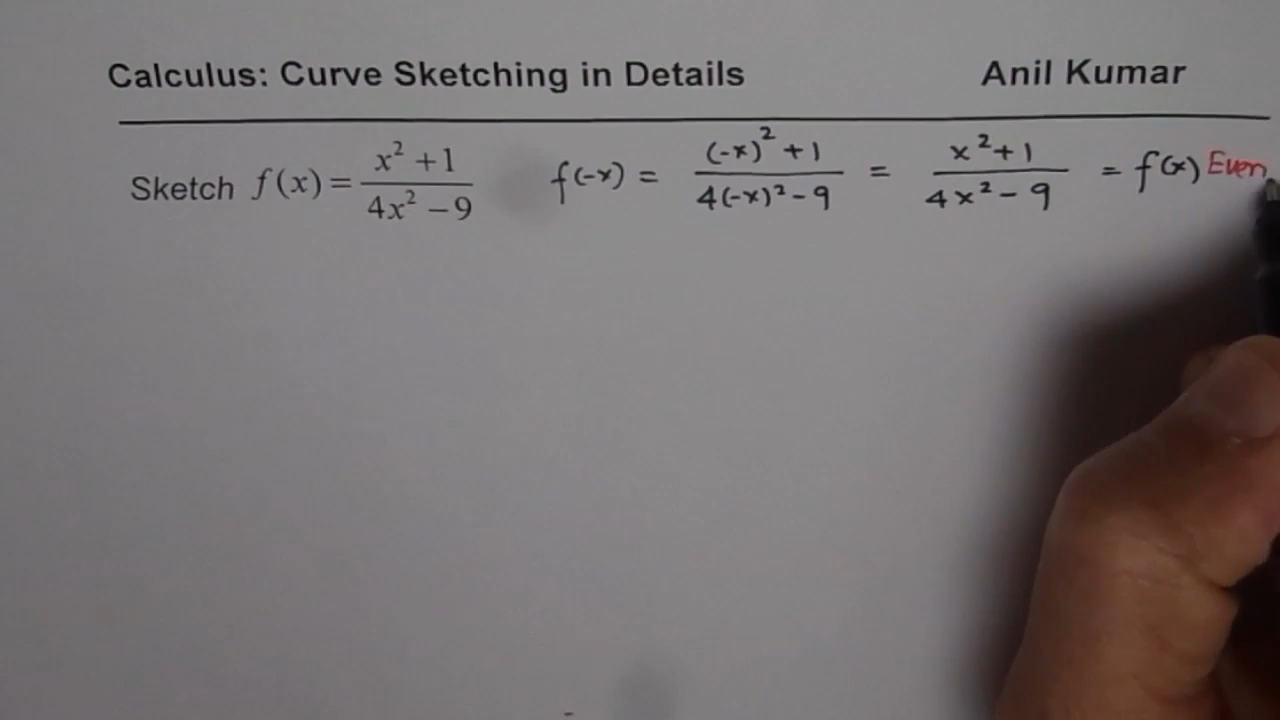 Calculus: Curve Sketching in Details Anil Kumar
Sketch f(x) = (x² + 1)/(4x² − 9) f(-x) = ((-x)² + 1)/(4(-x)² - 9) = (x² + 1)/(4x² - 9) = f(x) Even